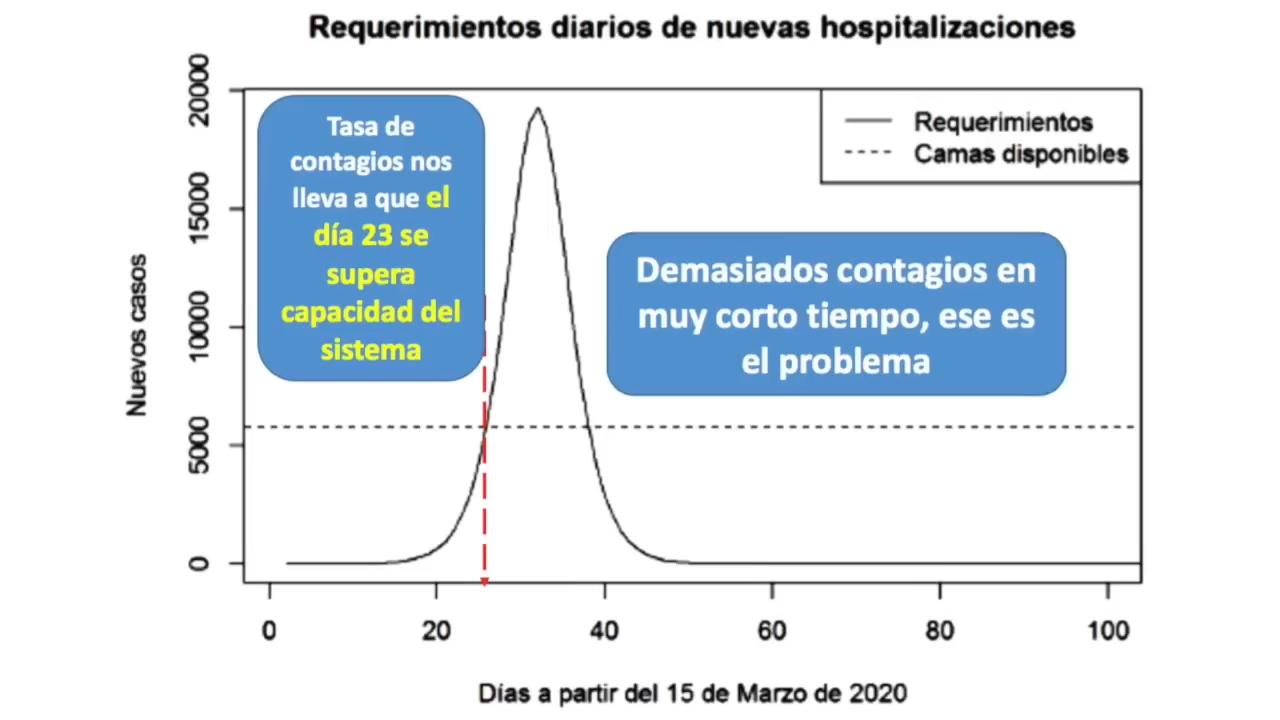 Requerimientos diarios de nuevas hospitalizaciones
Nuevos casos
20000
15000
10000
5000
0
Tasa de
contagios nos
lleva a que el
día 23 se
supera
capacidad del
sistema
Requerimientos
Camas disponibles
Demasiados contagios en
muy corto tiempo, ese es
el problema
0 20 40 60 80 100
Días a partir del 15 de Marzo de 2020